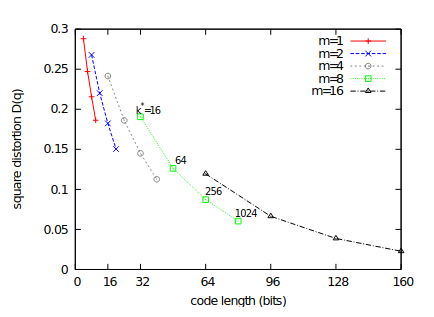 0.3
0.25
0.2
0.15
0.1
0.05
0
square distortion D(q)
m=1
m=2
m=4
m=8
m=16
k*=16
64
256
1024
0 16 32 64 96 128 160
code length (bits)